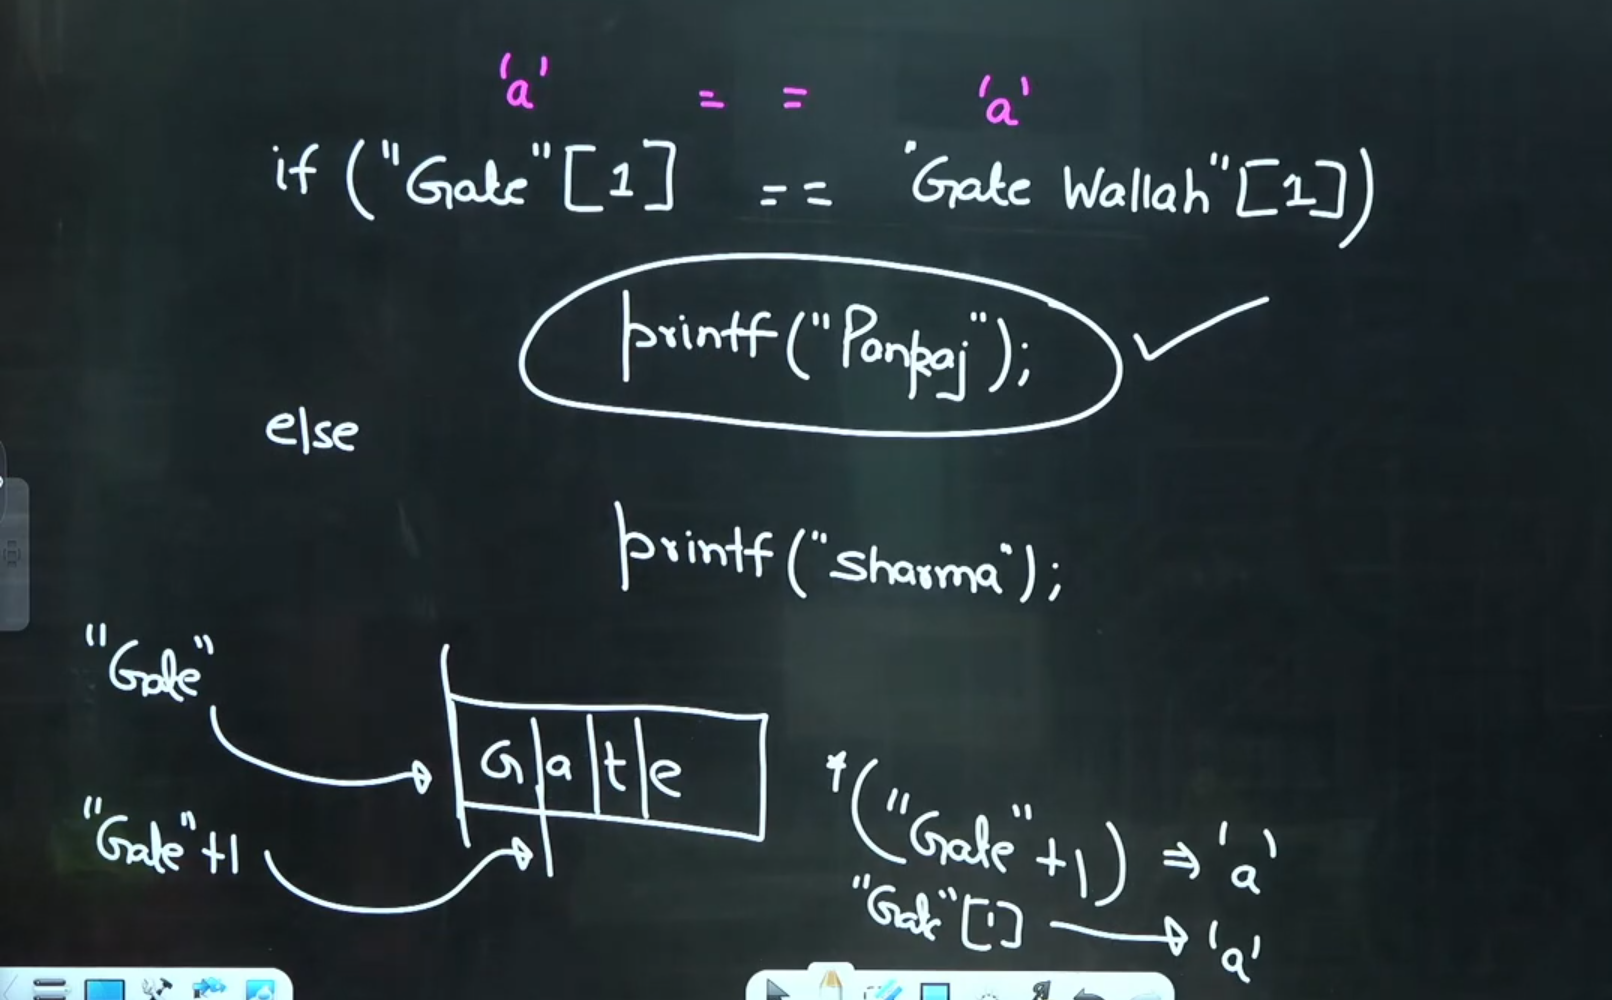 'a' = = 'a'
if ("Gate"[1] == "Gate Wallah"[1])
printf("Pankaj");
else
printf("Sharma");
"Gate"
G a t e
"Gate"+1
*("Gate"+1) ⇒ 'a'
"Gate"[1] → 'a'